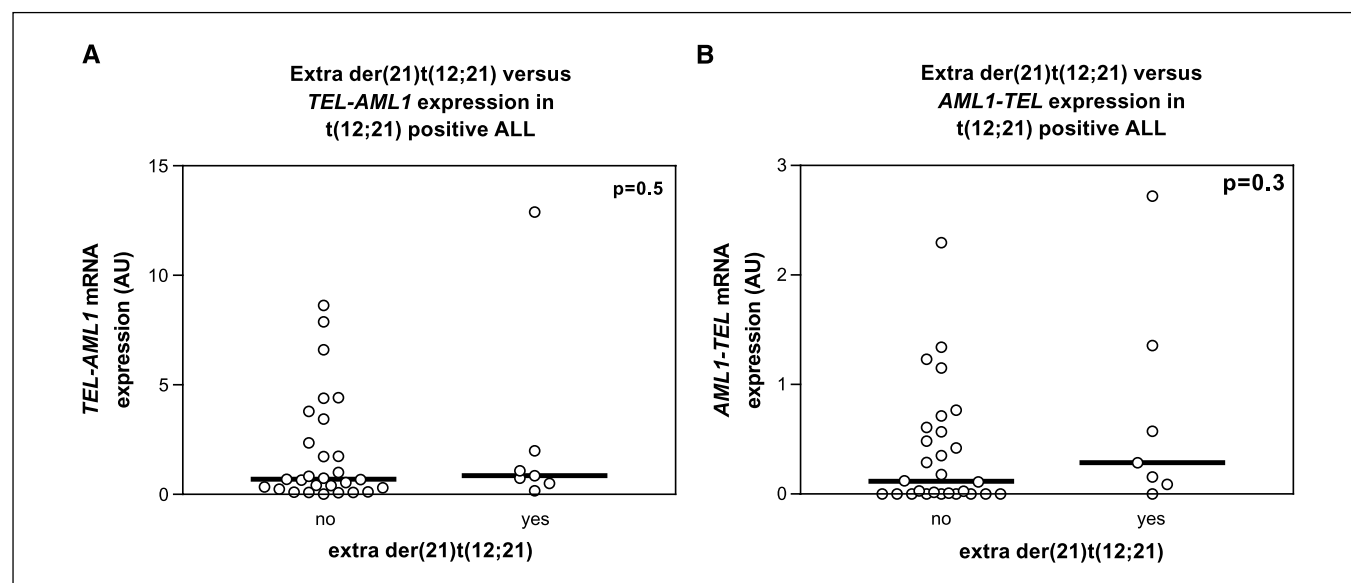 A
Extra der(21)t(12;21) versus
TEL-AML1 expression in
t(12;21) positive ALL
15
10
5
0
TEL-AML1 mRNA
expression (AU)
p=0.5
no
yes
extra der(21)t(12;21)
B
Extra der(21)t(12;21) versus
AML1-TEL expression in
t(12;21) positive ALL
3
2
1
0
AML1-TEL mRNA
expression (AU)
p=0.3
no
yes
extra der(21)t(12;21)